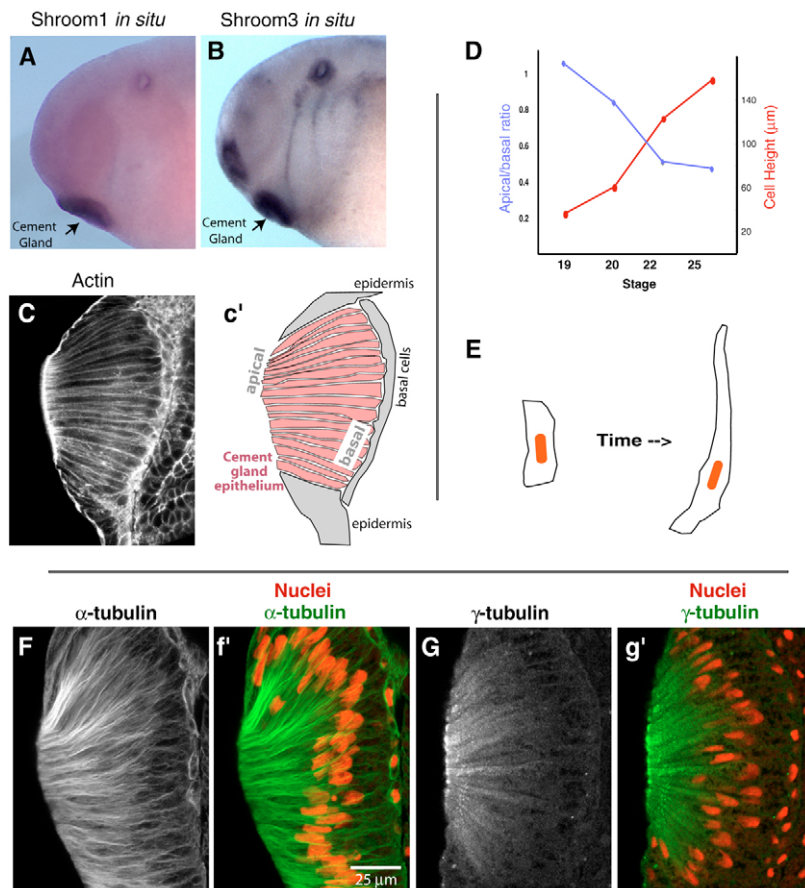 Shroom1 in situ
Shroom3 in situ
A
B
Cement
Gland
Cement
Gland
D
Apical/basal ratio
1
0.8
0.6
0.4
0.2
140
100
60
20
Cell Height (μm)
19 20 22 25
Stage
Actin
C
c'
epidermis
apical
basal cells
basal
Cement
gland
epithelium
epidermis
E
Time -->
α-tubulin
Nuclei
α-tubulin
γ-tubulin
Nuclei
γ-tubulin
F
f'
G
g'
25 μm